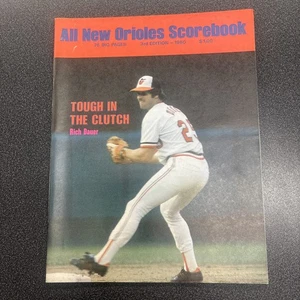 All New Orioles Scorebook
TOUGH IN
THE CLUTCH
Rich Dauer